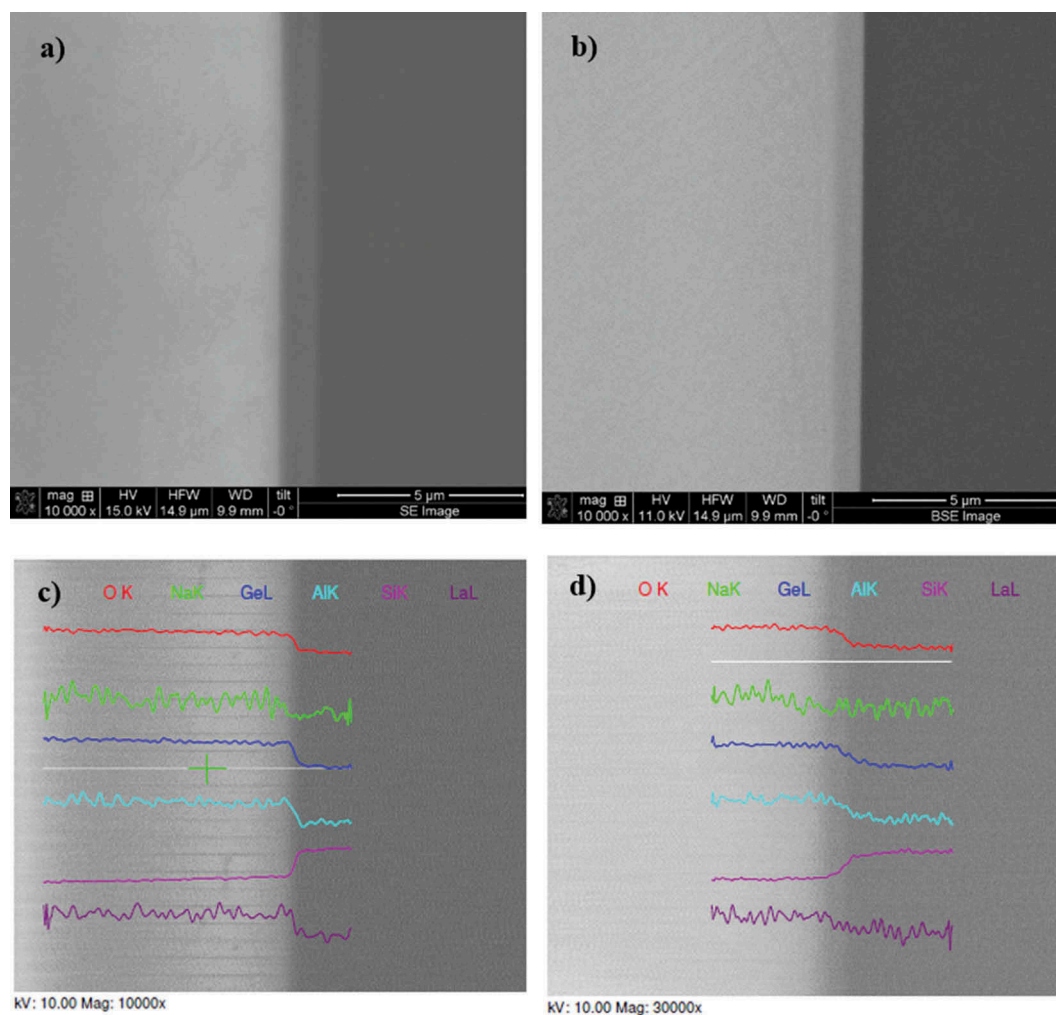 a)
mag HV HFW WD tilt 5 µm
10 000 x 15.0 kV 14.9 µm 9.9 mm -0 ° SE Image
b)
mag HV HFW WD tilt 5 µm
10 000 x 11.0 kV 14.9 µm 9.9 mm -0 ° BSE Image
c) O K NaK GeL AlK SiK LaL
kV: 10.00 Mag: 10000x
d) O K NaK GeL AlK SiK LaL
kV: 10.00 Mag: 30000x